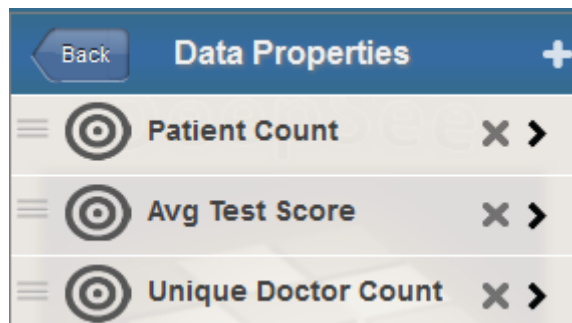 Back
Data Properties
Patient Count
Avg Test Score
Unique Doctor Count